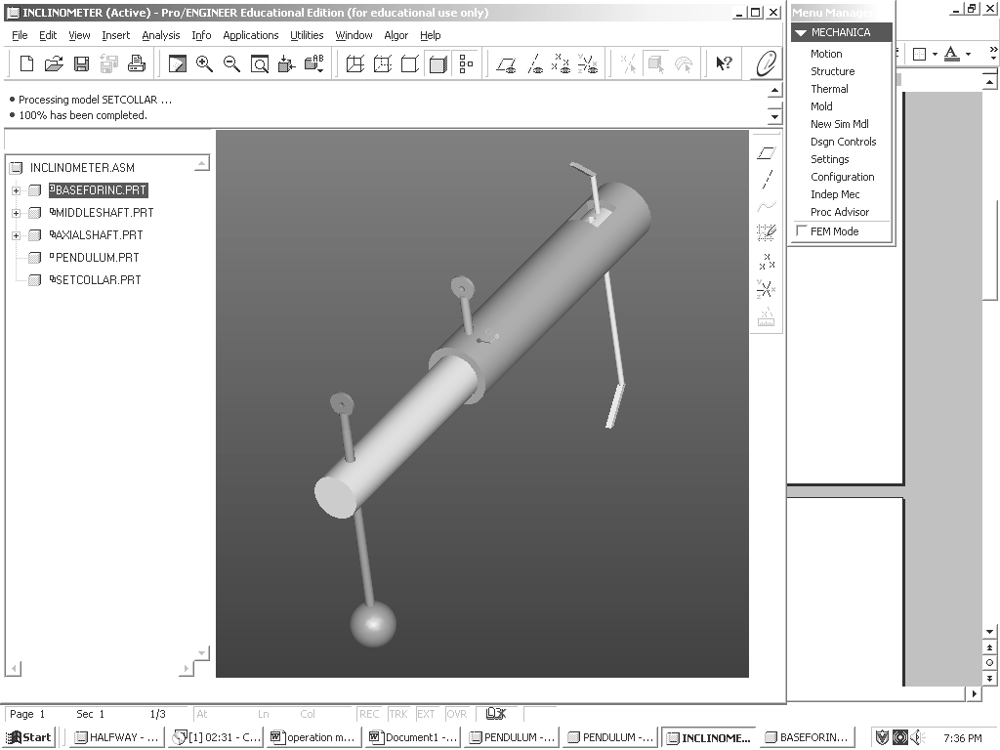 INCLINOMETER (Active) - Pro/ENGINEER Educational Edition (for educational use only)
File Edit View Insert Analysis Info Applications Utilities Window Algor Help
• Processing model SETCOLLAR ...
• 100% has been completed.
INCLINOMETER.ASM
BASEFORINC.PRT
MIDDLESHAFT.PRT
AXIALSHAFT.PRT
PENDULUM.PRT
SETCOLLAR.PRT
Menu Manager
MECHANICA
Motion
Structure
Thermal
Mold
New Sim Mdl
Dsgn Controls
Settings
Configuration
Indep Mec
Proc Advisor
FEM Mode
Page 1 Sec 1 1/3 At Ln Col REC TRK EXT OVR
Start HALFWAY - ... [1] 02:31 - C... operation m... Document1 -... PENDULUM -... PENDULUM -... INCLINOME... BASEFORIN... 7:36 PM